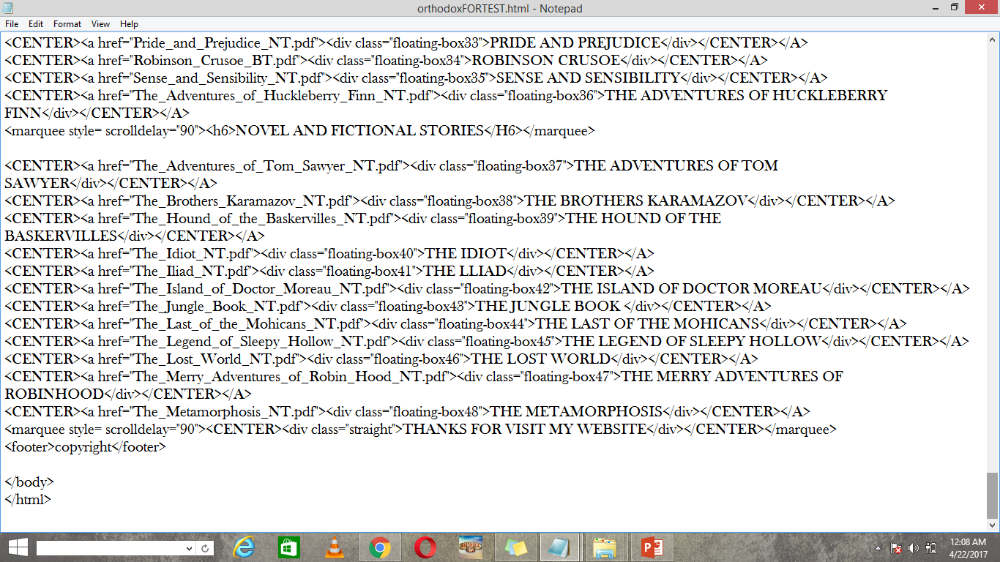 orthodoxFORTEST.html - Notepad
File Edit Format View Help
<CENTER><a href="Pride_and_Prejudice_NT.pdf"><div class="floating-box33">PRIDE AND PREJUDICE</div></CENTER></A>
<CENTER><a href="Robinson_Crusoe_BT.pdf"><div class="floating-box34">ROBINSON CRUSOE</div></CENTER></A>
<CENTER><a href="Sense_and_Sensibility_NT.pdf"><div class="floating-box35">SENSE AND SENSIBILITY</div></CENTER></A>
<CENTER><a href="The_Adventures_of_Huckleberry_Finn_NT.pdf"><div class="floating-box36">THE ADVENTURES OF HUCKLEBERRY
FINN</div></CENTER></A>
<marquee style= scrolldelay="90"><h6>NOVEL AND FICTIONAL STORIES</H6></marquee>
<CENTER><a href="The_Adventures_of_Tom_Sawyer_NT.pdf"><div class="floating-box37">THE ADVENTURES OF TOM
SAWYER</div></CENTER></A>
<CENTER><a href="The_Brothers_Karamazov_NT.pdf"><div class="floating-box38">THE BROTHERS KARAMAZOV</div></CENTER></A>
<CENTER><a href="The_Hound_of_the_Baskervilles_NT.pdf"><div class="floating-box39">THE HOUND OF THE
BASKERVILLES</div></CENTER></A>
<CENTER><a href="The_Idiot_NT.pdf"><div class="floating-box40">THE IDIOT</div></CENTER></A>
<CENTER><a href="The_Iliad_NT.pdf"><div class="floating-box41">THE LLIAD</div></CENTER></A>
<CENTER><a href="The_Island_of_Doctor_Moreau_NT.pdf"><div class="floating-box42">THE ISLAND OF DOCTOR MOREAU</div></CENTER></A>
<CENTER><a href="The_Jungle_Book_NT.pdf"><div class="floating-box43">THE JUNGLE BOOK </div></CENTER></A>
<CENTER><a href="The_Last_of_the_Mohicans_NT.pdf"><div class="floating-box44">THE LAST OF THE MOHICANS</div></CENTER></A>
<CENTER><a href="The_Legend_of_Sleepy_Hollow_NT.pdf"><div class="floating-box45">THE LEGEND OF SLEEPY HOLLOW</div></CENTER></A>
<CENTER><a href="The_Lost_World_NT.pdf"><div class="floating-box46">THE LOST WORLD</div></CENTER></A>
<CENTER><a href="The_Merry_Adventures_of_Robin_Hood_NT.pdf"><div class="floating-box47">THE MERRY ADVENTURES OF
ROBINHOOD</div></CENTER></A>
<CENTER><a href="The_Metamorphosis_NT.pdf"><div class="floating-box48">THE METAMORPHOSIS</div></CENTER></A>
<marquee style= scrolldelay="90"><CENTER><div class="straight">THANKS FOR VISIT MY WEBSITE</div></CENTER></marquee>
<footer>copyright</footer>
</body>
</html>
12:08 AM
4/22/2017